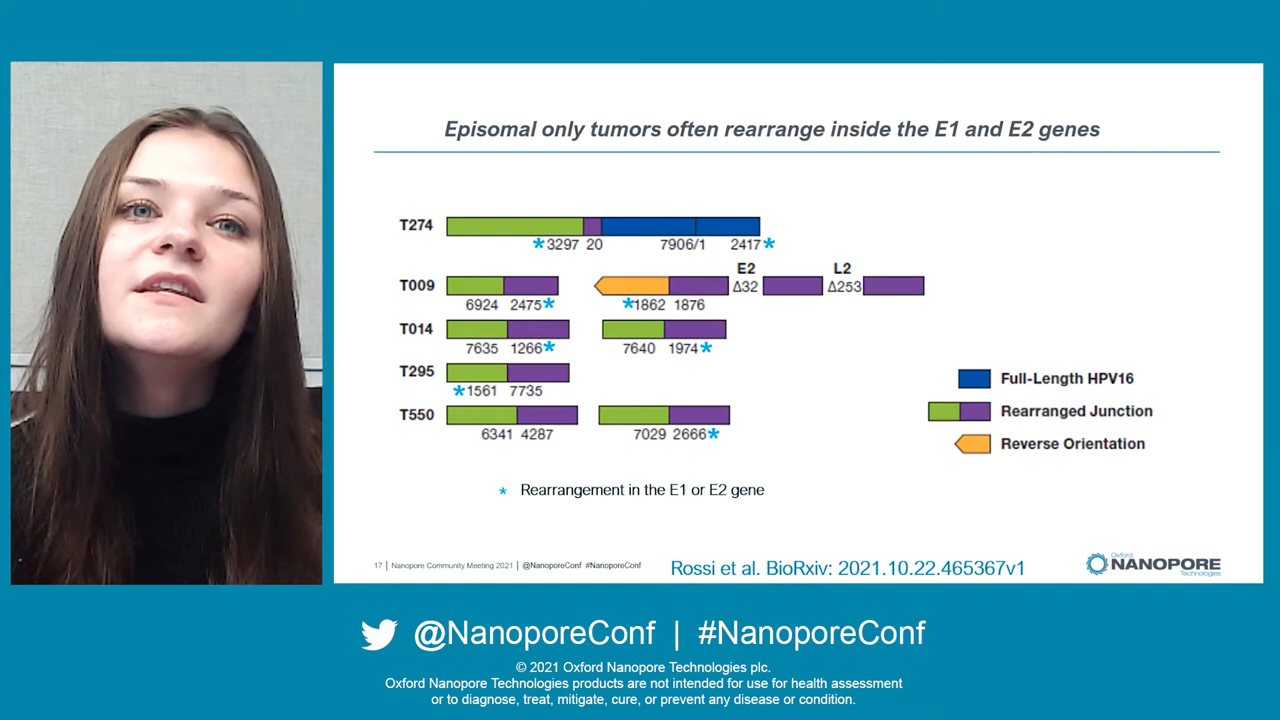 Episomal only tumors often rearrange inside the E1 and E2 genes
T274
*3297 20 7906/1 2417*
E2 L2
T009 Δ32 Δ253
6924 2475* *1862 1876
T014
7635 1266* 7640 1974*
T295
*1561 7735
T550
6341 4287 7029 2666*
Full-Length HPV16
Rearranged Junction
Reverse Orientation
* Rearrangement in the E1 or E2 gene
17 | Nanopore Community Meeting 2021 | @NanoporeConf #NanoporeConf
Rossi et al. BioRxiv: 2021.10.22.465367v1
Oxford
NANOPORE
Technologies
@NanoporeConf | #NanoporeConf
© 2021 Oxford Nanopore Technologies plc.
Oxford Nanopore Technologies products are not intended for use for health assessment
or to diagnose, treat, mitigate, cure, or prevent any disease or condition.